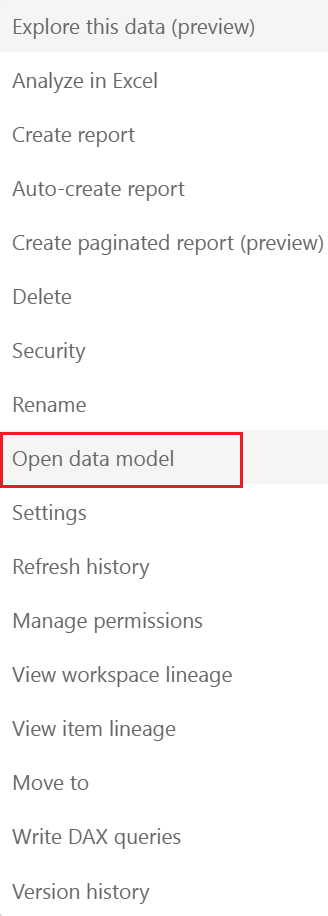 Explore this data (preview)
Analyze in Excel
Create report
Auto-create report
Create paginated report (preview)
Delete
Security
Rename
Open data model
Settings
Refresh history
Manage permissions
View workspace lineage
View item lineage
Move to
Write DAX queries
Version history